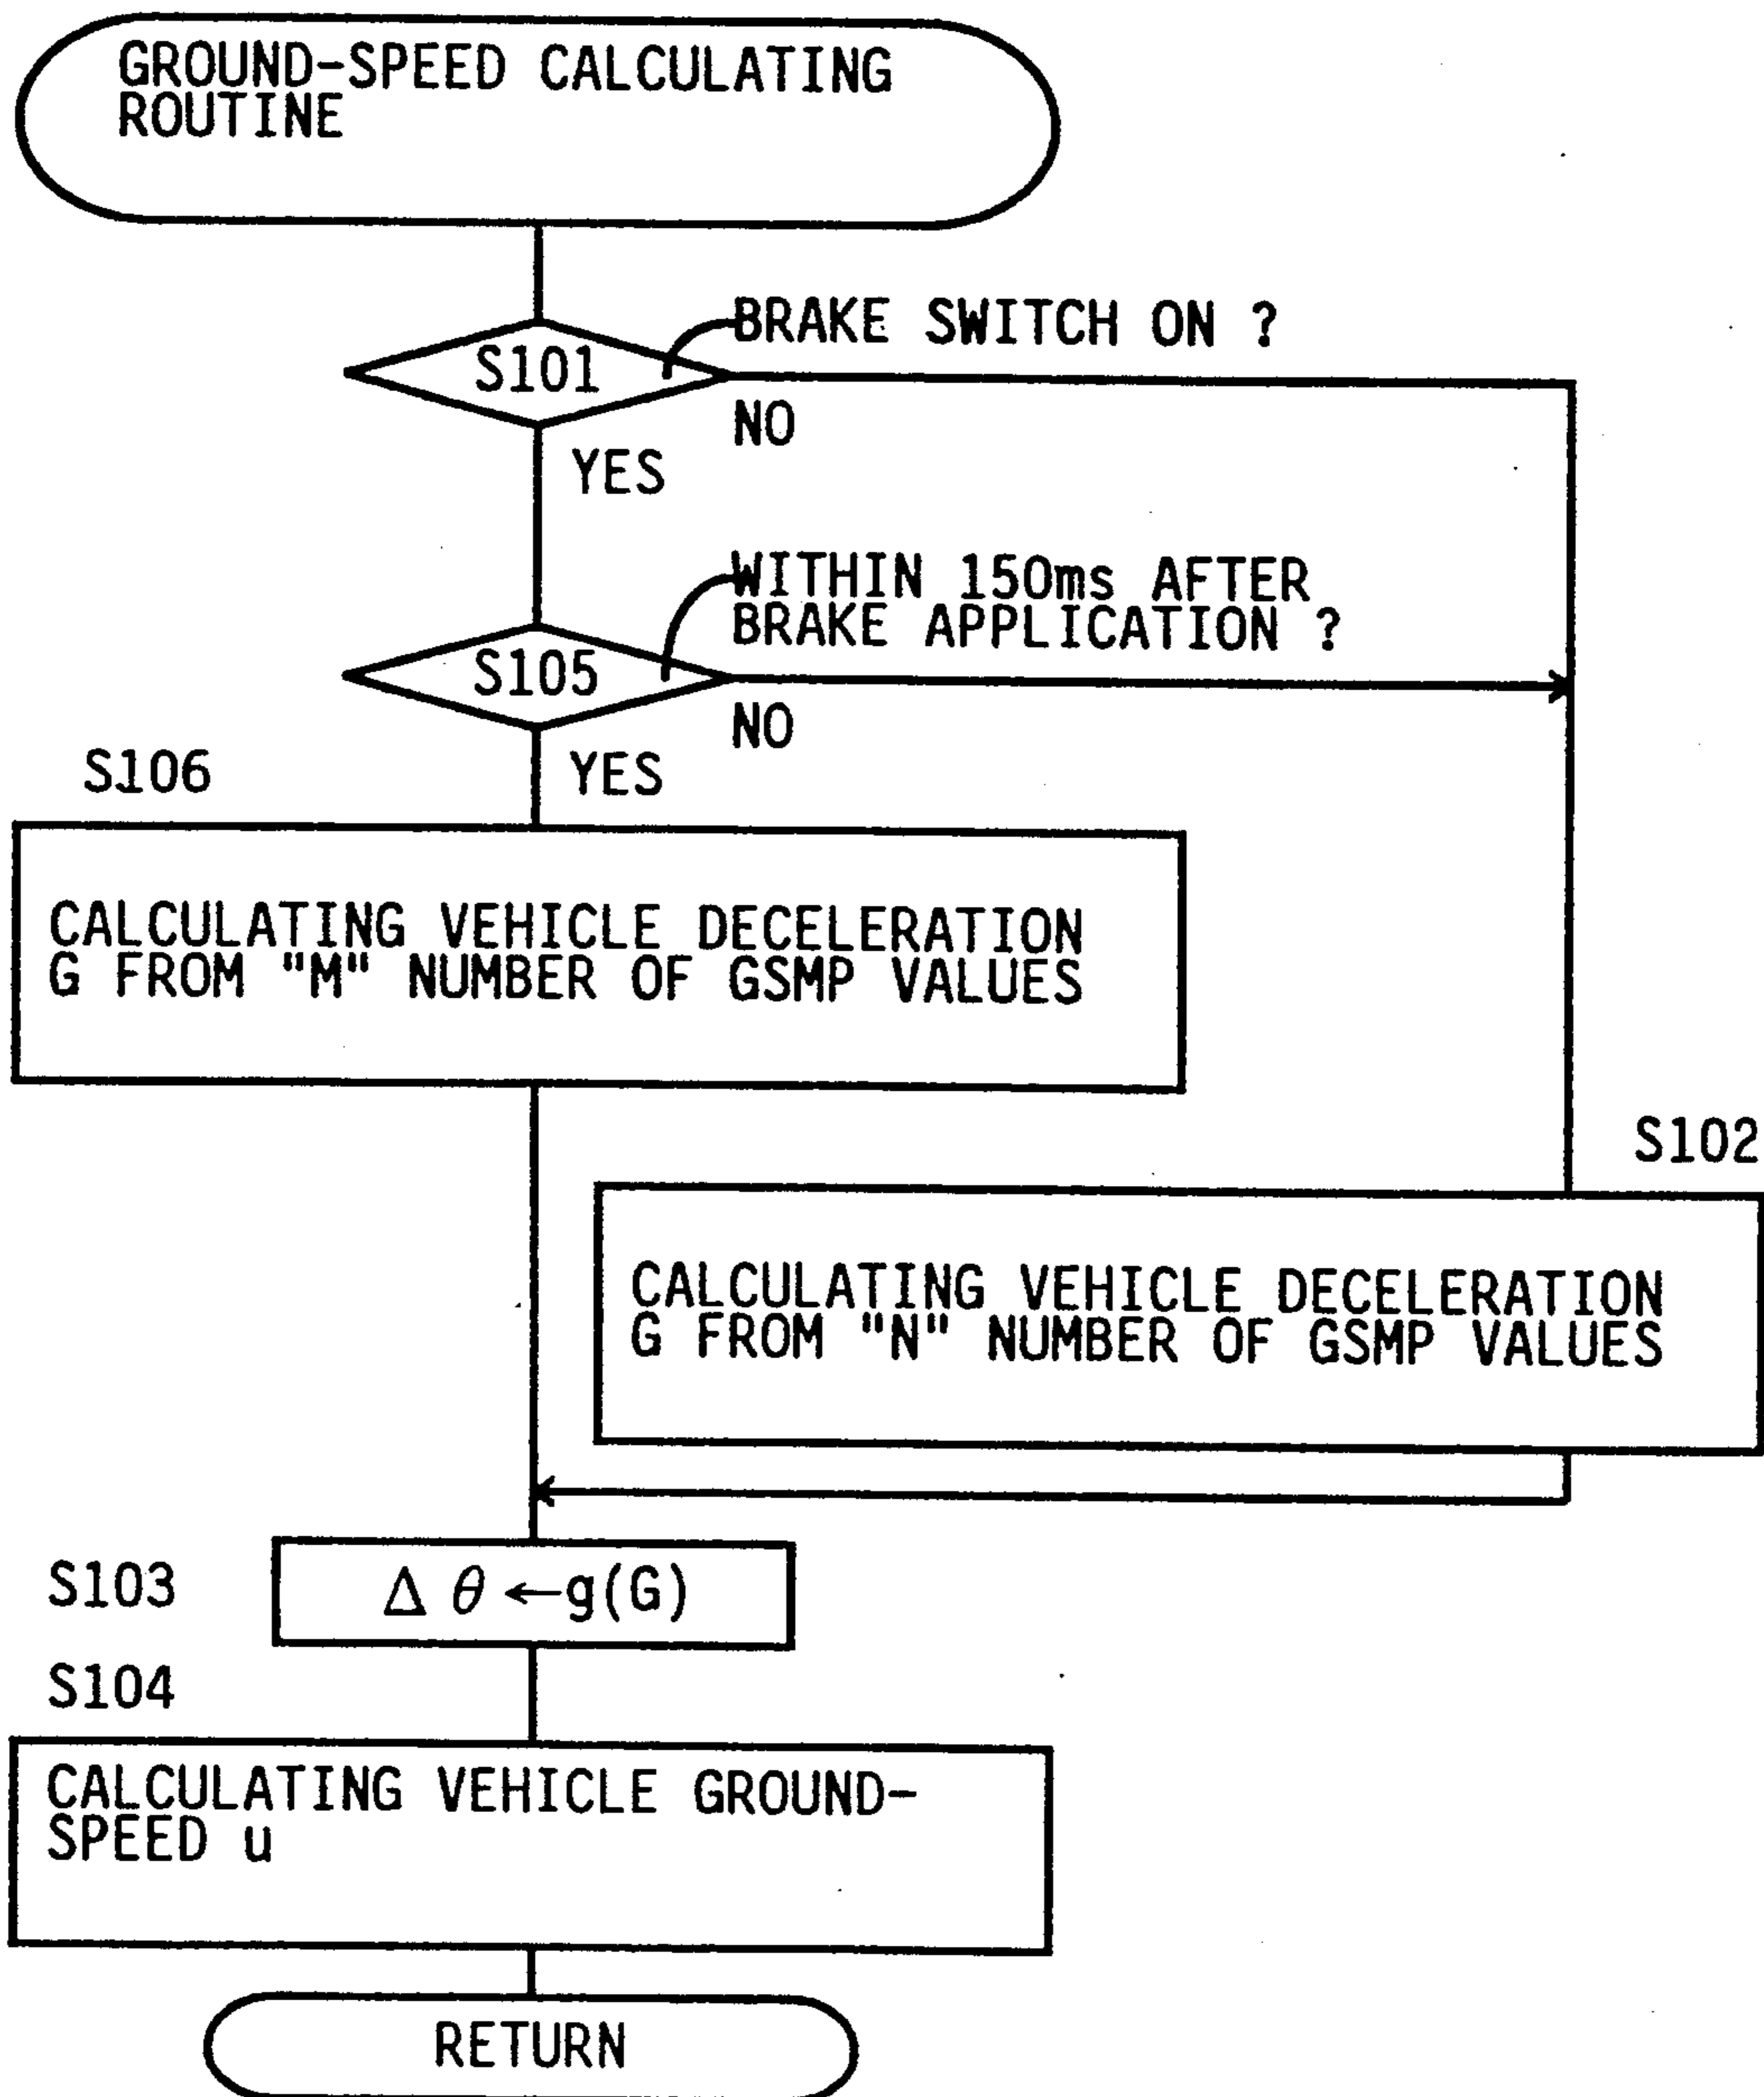 GROUND-SPEED CALCULATING
ROUTINE
BRAKE SWITCH ON ?
S101
NO
YES
WITHIN 150ms AFTER
BRAKE APPLICATION ?
S105
NO
YES
S106
CALCULATING VEHICLE DECELERATION
G FROM "M" NUMBER OF GSMP VALUES
S102
CALCULATING VEHICLE DECELERATION
G FROM "N" NUMBER OF GSMP VALUES
S103
Δ θ ←g(G)
S104
CALCULATING VEHICLE GROUND-
SPEED u
RETURN